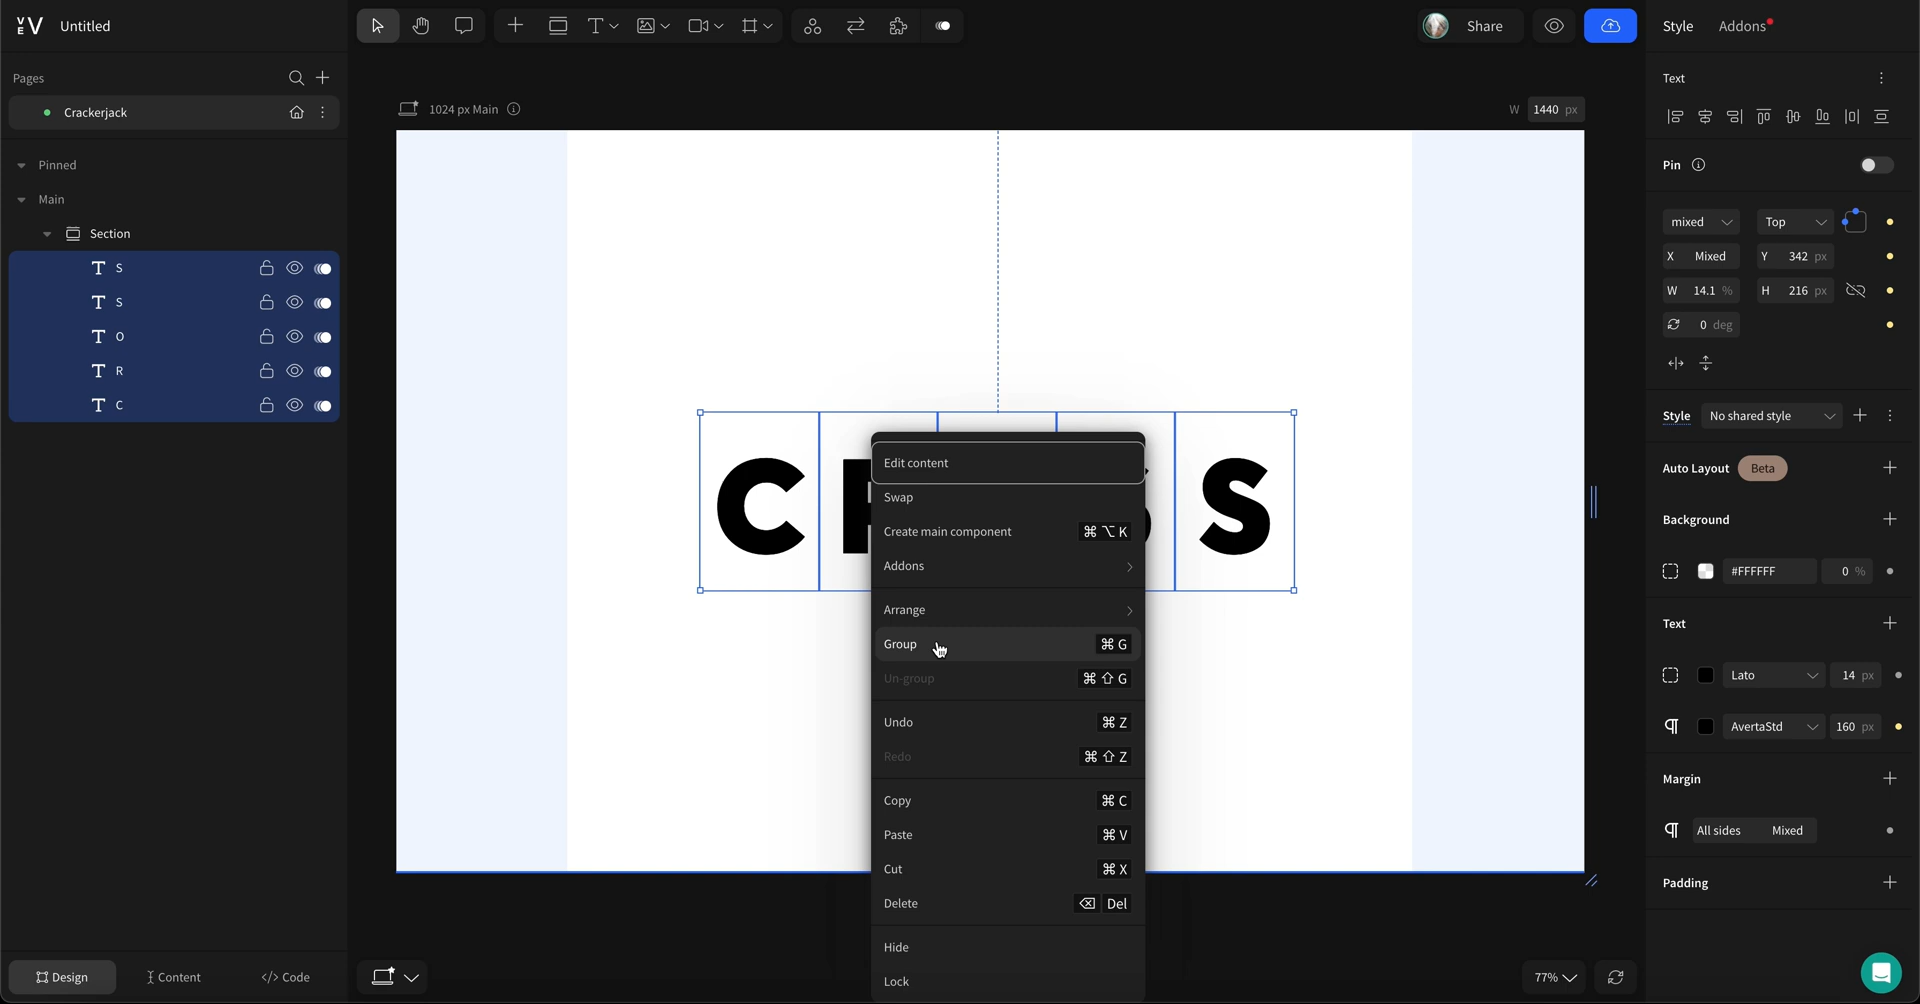 Untitled
Share
Style
Addons
Pages
Crackerjack
Pinned
Main
Section
T S
T S
T O
T R
T C
Design
Content
</> Code
1024 px Main
W 1440 px
C R S S
Edit content
Swap
Create main component ⌘ ⌥ K
Addons
Arrange
Group ⌘ G
Un-group ⌘ ⇧ G
Undo ⌘ Z
Redo ⌘ ⇧ Z
Copy ⌘ C
Paste ⌘ V
Cut ⌘ X
Delete ⌫ Del
Hide
Lock
77%
Text
Pin
mixed Top
X Mixed Y 342 px
W 14.1 % H 216 px
0 deg
Style No shared style
Auto Layout Beta
Background
#FFFFFF 0 %
Text
Lato 14 px
AvertaStd 160 px
Margin
All sides Mixed
Padding